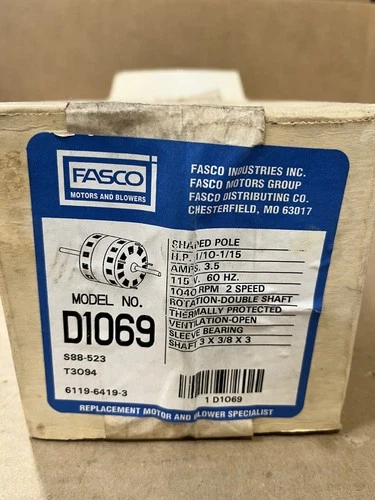 FASCO
MOTORS AND BLOWERS
FASCO INDUSTRIES INC.
FASCO MOTORS GROUP
FASCO DISTRIBUTING CO.
CHESTERFIELD, MO 63017
MODEL NO.
D1069
S88-523
T3094
6119-6419-3
SHADED POLE
H.P. 1/10-1/15
AMPS. 3.5
115 V. 60 HZ.
1040 RPM 2 SPEED
ROTATION-DOUBLE SHAFT
THERMALLY PROTECTED
VENTILATION-OPEN
SLEEVE BEARING
SHAFT 3 X 3/8 X 3
1 D1069
REPLACEMENT MOTOR AND BLOWER SPECIALIST